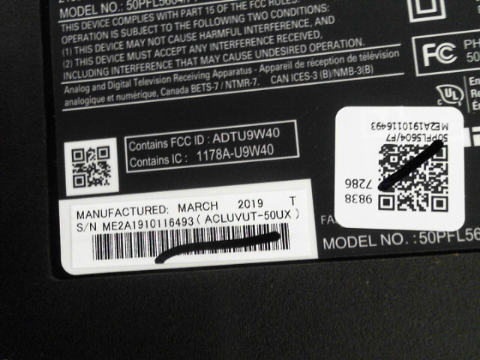 MODEL NO.: 50PFL5604/F7
THIS DEVICE COMPLIES WITH PART 15 OF THE FCC RULES.
OPERATION IS SUBJECT TO THE FOLLOWING TWO CONDITIONS:
(1) THIS DEVICE MAY NOT CAUSE HARMFUL INTERFERENCE, AND
(2) THIS DEVICE MUST ACCEPT ANY INTERFERENCE RECEIVED,
INCLUDING INTERFERENCE THAT MAY CAUSE UNDESIRED OPERATION.
Analog and Digital Television Receiving Apparatus - Appareil de réception de télévision
analogique et numérique, Canada BETS-7 / NTMR-7. CAN ICES-3 (B)/NMB-3(B)
FC
PH
UL
50PFL5604/F7
ME2A1910116493
9838
7286
Contains FCC ID : ADTU9W40
Contains IC : 1178A-U9W40
MANUFACTURED: MARCH 2019 T
S/N ME2A1910116493 ( ACLUVUT-50UX )
MODEL NO. : 50PFL56